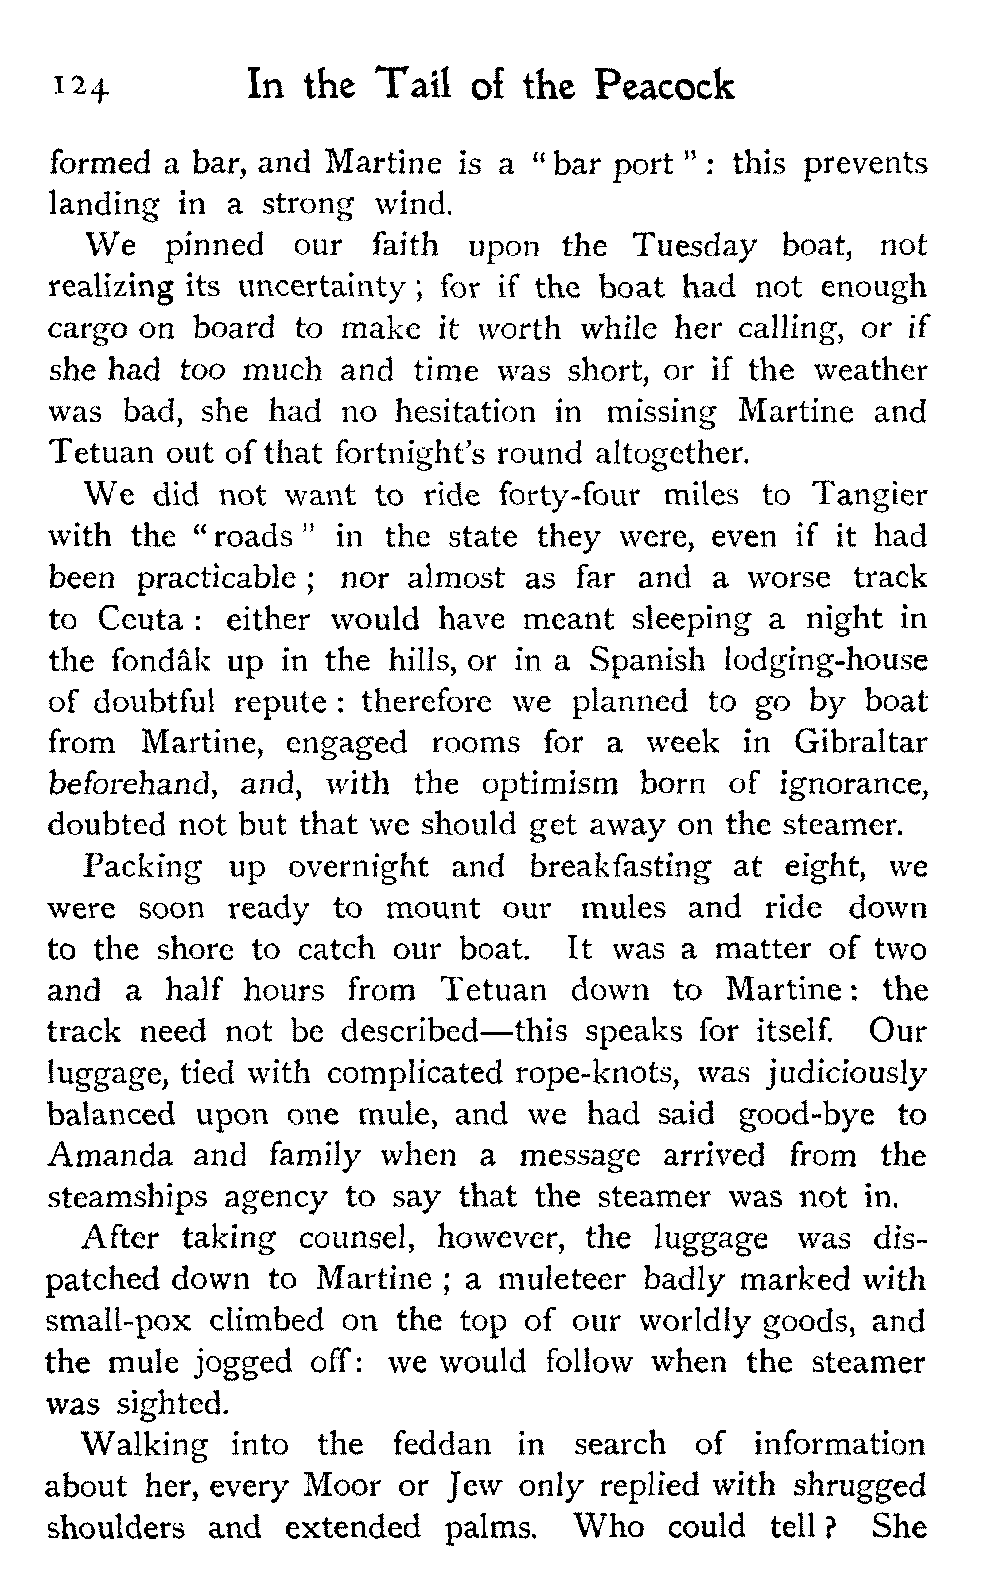 124 In the Tail of the Peacock
formed a bar, and Martine is a “bar port”: this prevents
landing in a strong wind.
We pinned our faith upon the Tuesday boat, not
realizing its uncertainty; for if the boat had not enough
cargo on board to make it worth while her calling, or if
she had too much and time was short, or if the weather
was bad, she had no hesitation in missing Martine and
Tetuan out of that fortnight's round altogether.
We did not want to ride forty-four miles to Tangier
with the “roads” in the state they were, even if it had
been practicable; nor almost as far and a worse track
to Ceuta: either would have meant sleeping a night in
the fondâk up in the hills, or in a Spanish lodging-house
of doubtful repute: therefore we planned to go by boat
from Martine, engaged rooms for a week in Gibraltar
beforehand, and, with the optimism born of ignorance,
doubted not but that we should get away on the steamer.
Packing up overnight and breakfasting at eight, we
were soon ready to mount our mules and ride down
to the shore to catch our boat. It was a matter of two
and a half hours from Tetuan down to Martine: the
track need not be described—this speaks for itself. Our
luggage, tied with complicated rope-knots, was judiciously
balanced upon one mule, and we had said good-bye to
Amanda and family when a message arrived from the
steamships agency to say that the steamer was not in.
After taking counsel, however, the luggage was dis-
patched down to Martine; a muleteer badly marked with
small-pox climbed on the top of our worldly goods, and
the mule jogged off: we would follow when the steamer
was sighted.
Walking into the feddan in search of information
about her, every Moor or Jew only replied with shrugged
shoulders and extended palms. Who could tell? She